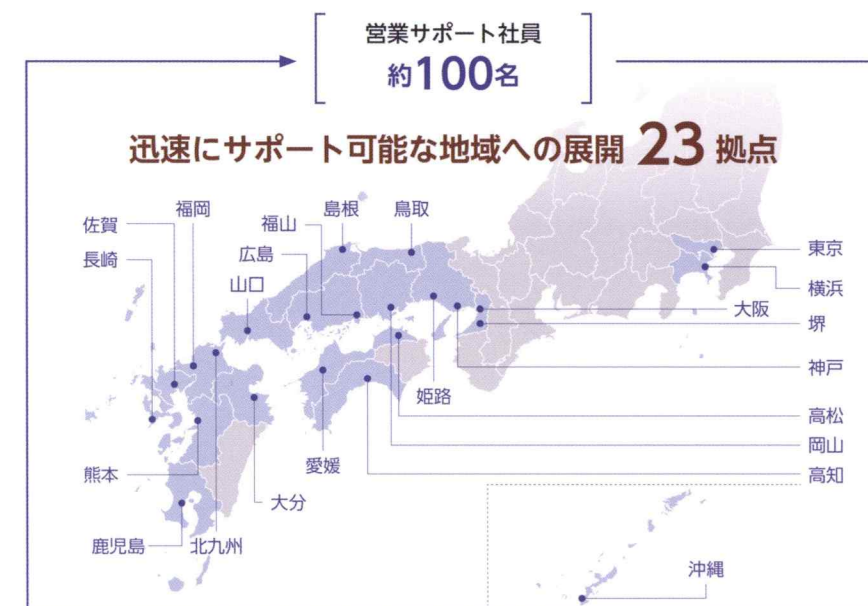 営業サポート社員
約100名
迅速にサポート可能な地域への展開 23 拠点
佐賀
福岡
長崎
福山
島根
鳥取
広島
山口
東京
横浜
大阪
堺
神戸
姫路
高松
岡山
高知
愛媛
熊本
大分
鹿児島
北九州
沖縄